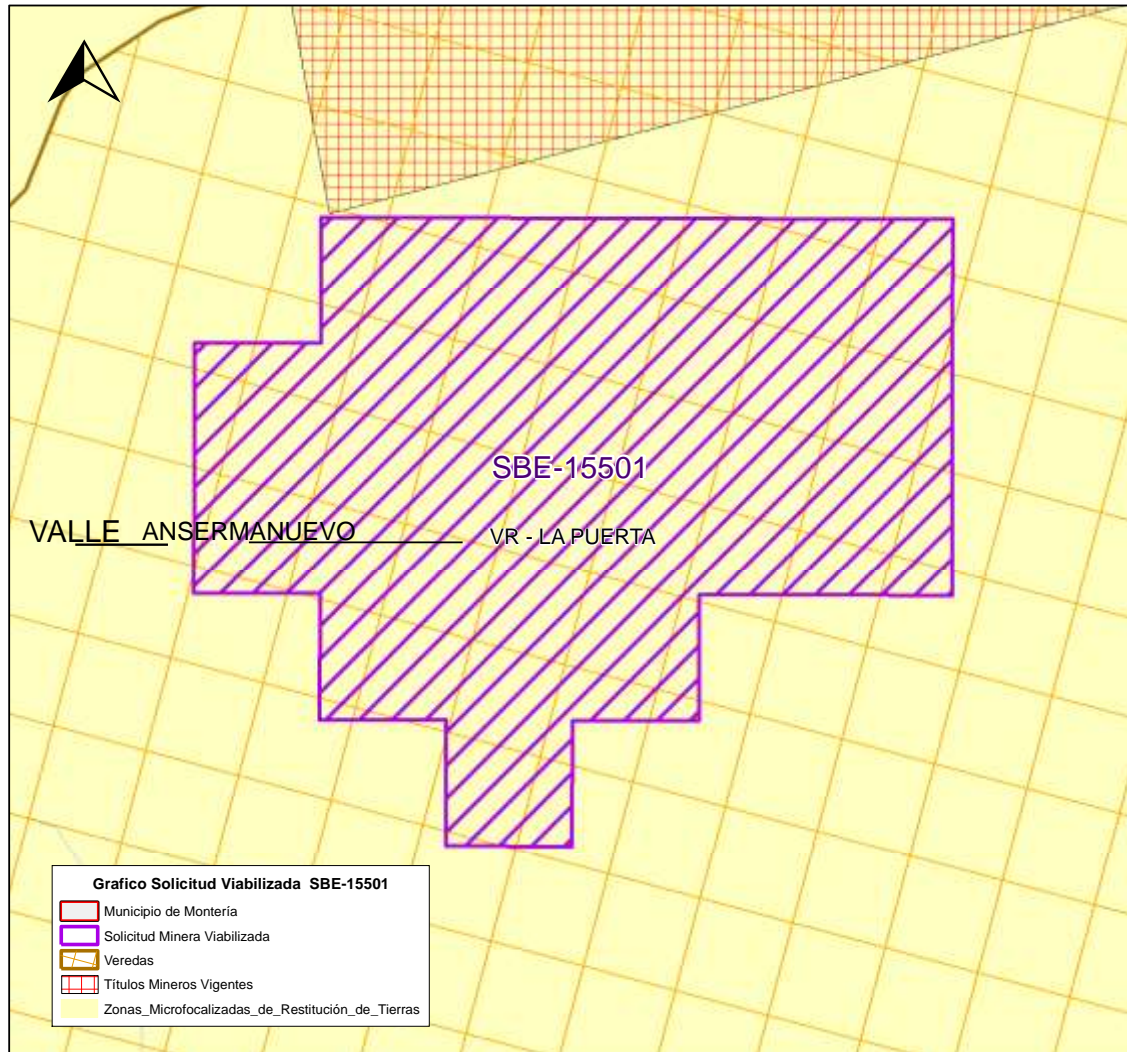 SBE-15501
VALLE ANSERMANUEVO VR - LA PUERTA
Grafico Solicitud Viabilizada SBE-15501
Municipio de Montería
Solicitud Minera Viabilizada
Veredas
Títulos Mineros Vigentes
Zonas_Microfocalizadas_de_Restitución_de_Tierras